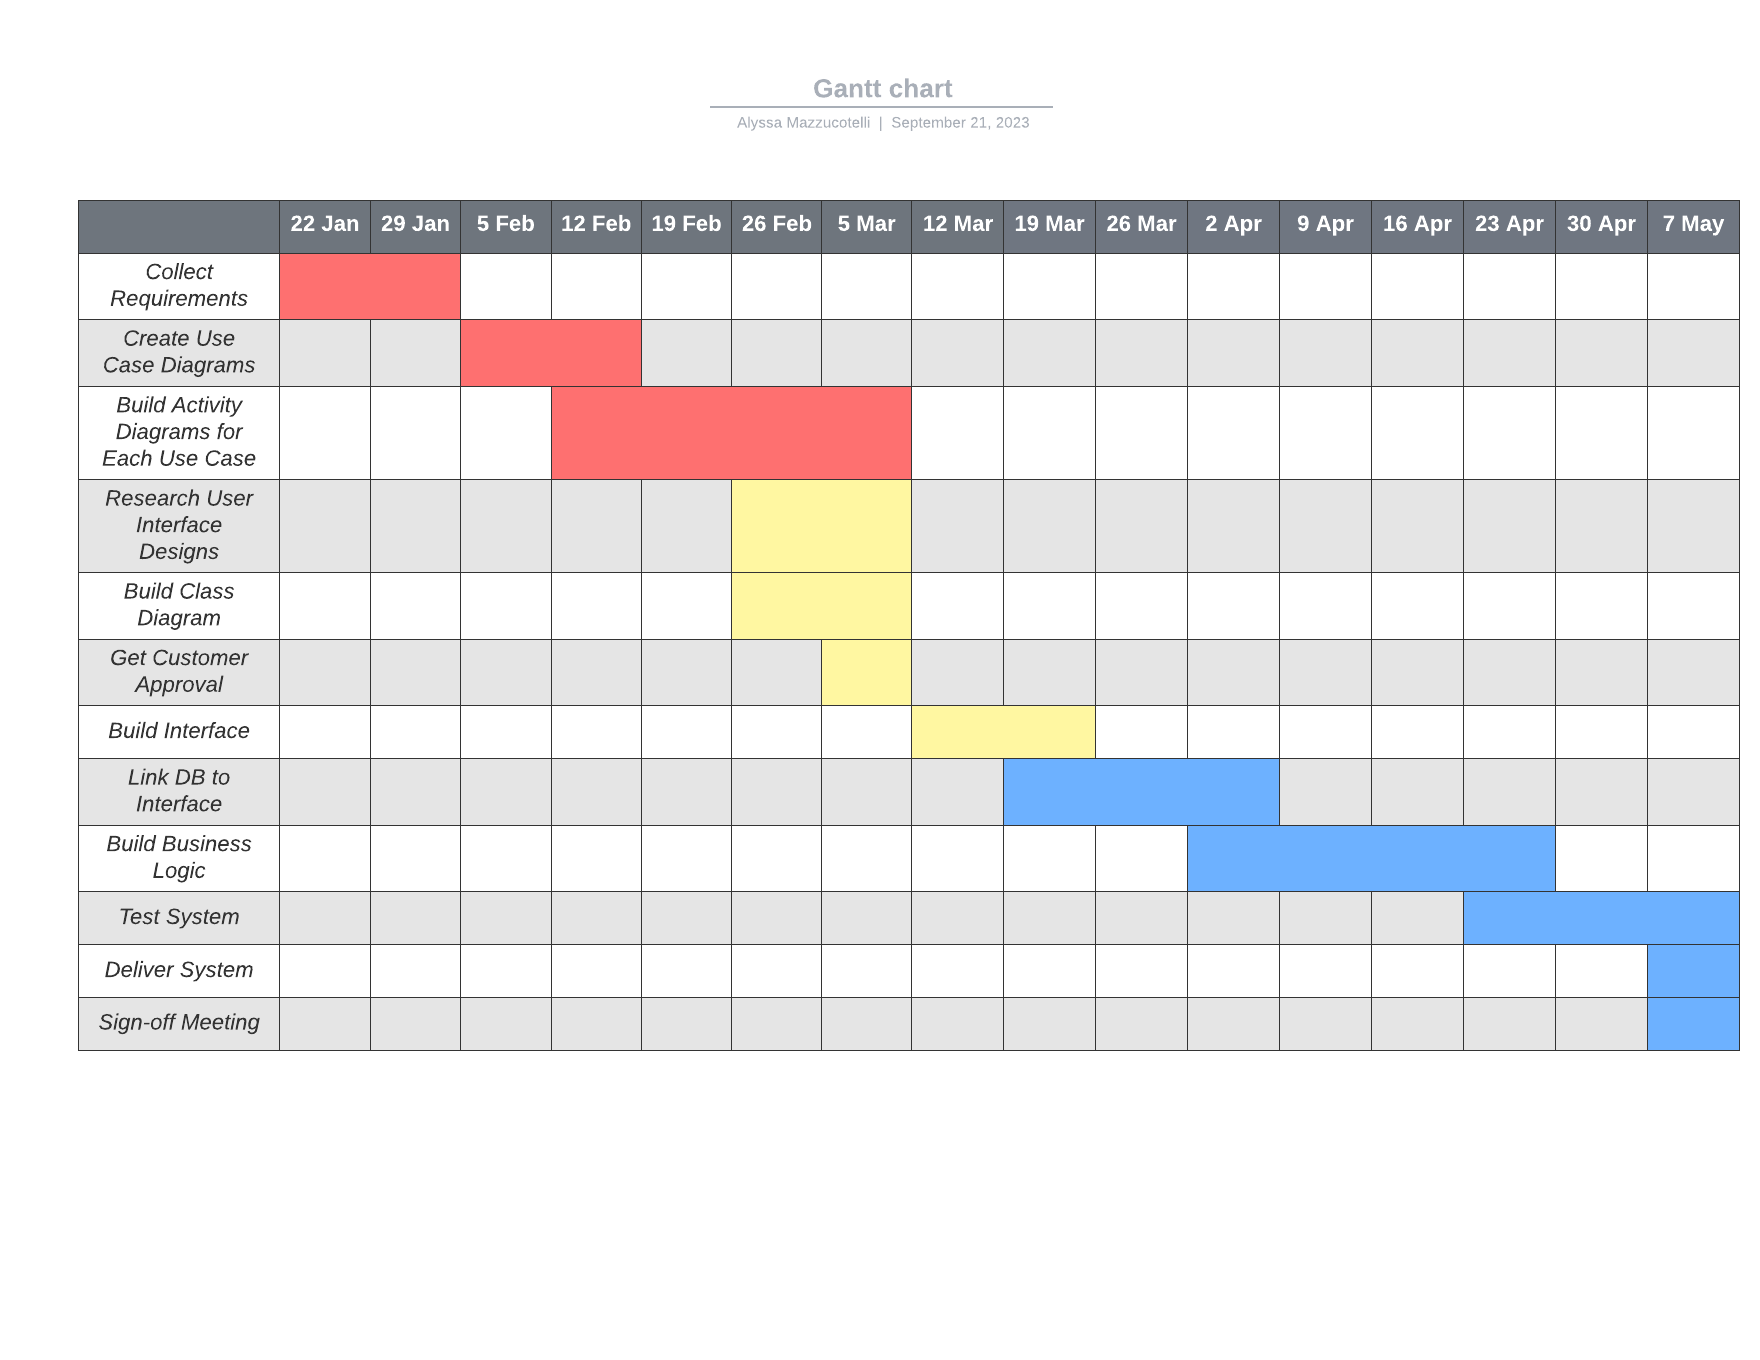 Gantt chart
Alyssa Mazzucotelli | September 21, 2023
22 Jan 29 Jan 5 Feb 12 Feb 19 Feb 26 Feb 5 Mar 12 Mar 19 Mar 26 Mar 2 Apr 9 Apr 16 Apr 23 Apr 30 Apr 7 May
Collect
Requirements
Create Use
Case Diagrams
Build Activity
Diagrams for
Each Use Case
Research User
Interface
Designs
Build Class
Diagram
Get Customer
Approval
Build Interface
Link DB to
Interface
Build Business
Logic
Test System
Deliver System
Sign-off Meeting